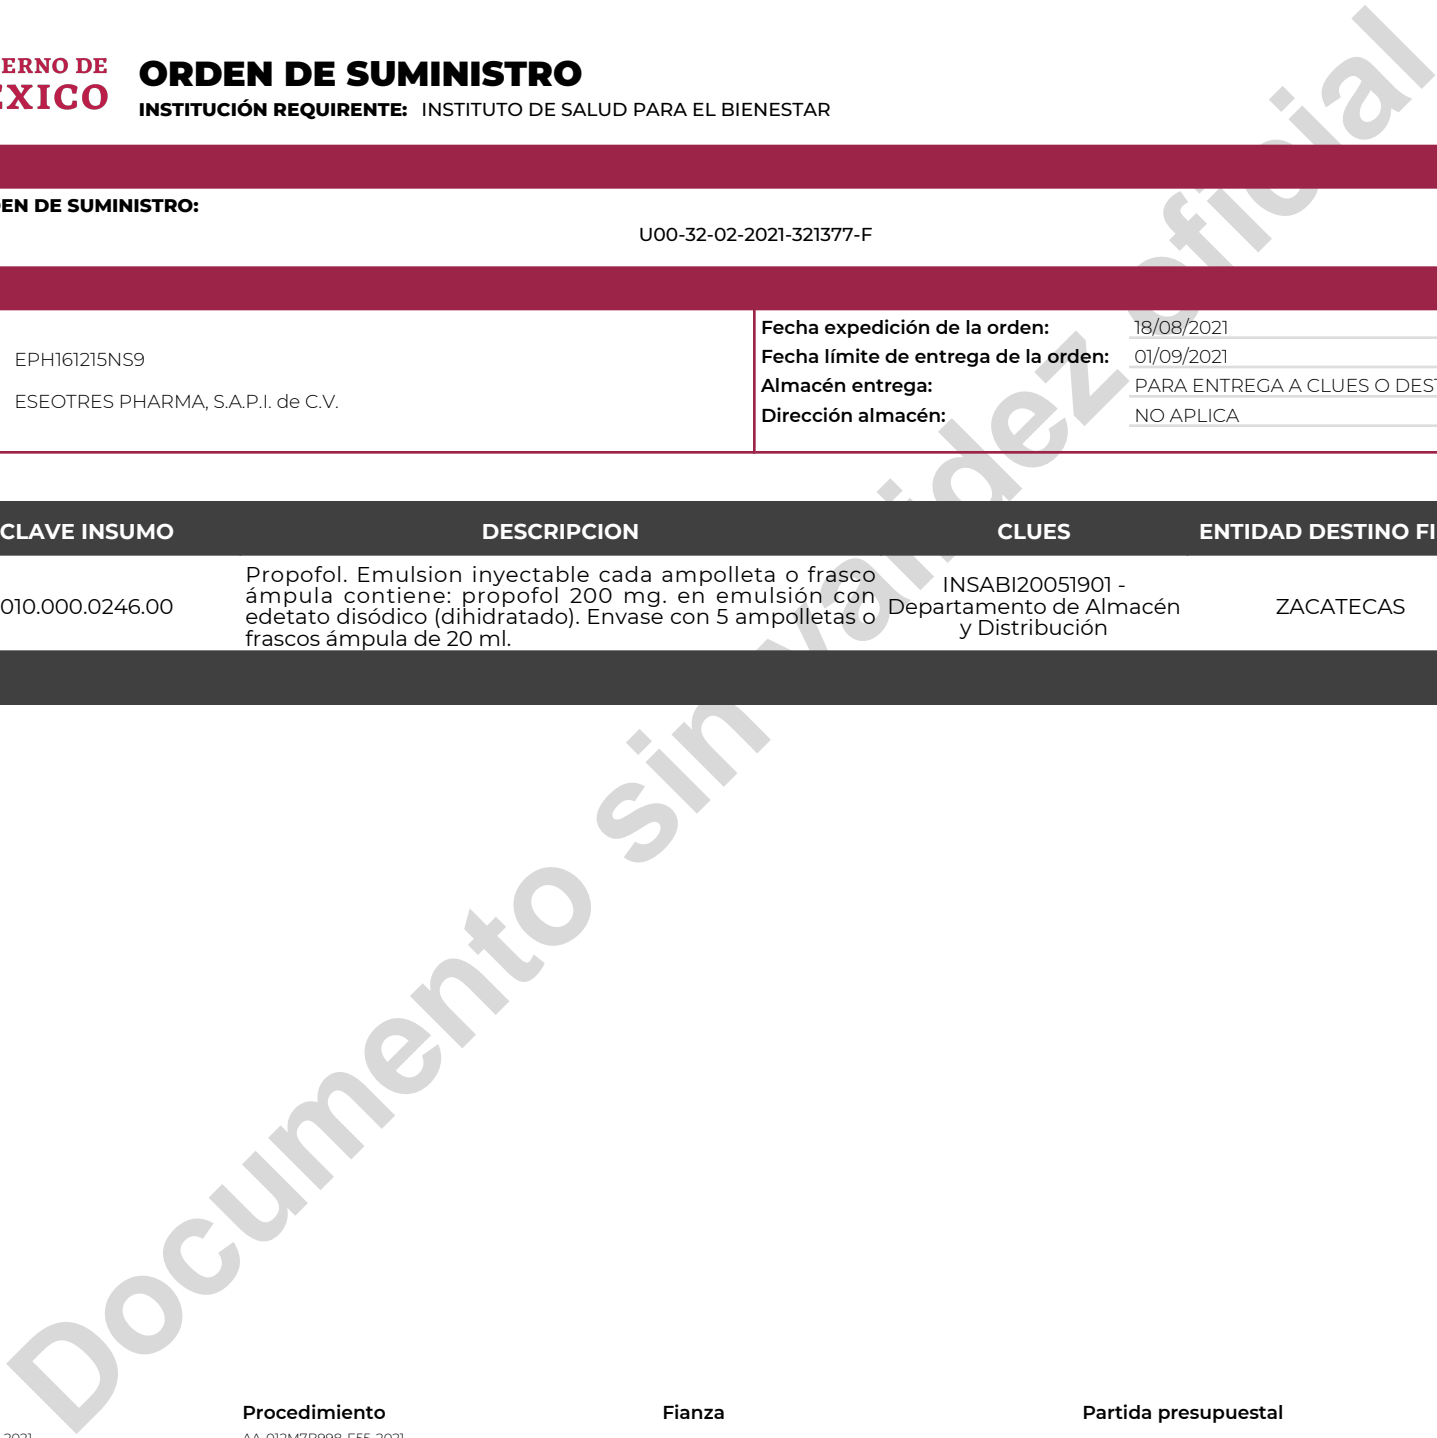 ERNO DE
EXICO
ORDEN DE SUMINISTRO
INSTITUCIÓN REQUIRENTE: INSTITUTO DE SALUD PARA EL BIENESTAR
EN DE SUMINISTRO:
U00-32-02-2021-321377-F
EPH161215NS9
ESEOTRES PHARMA, S.A.P.I. de C.V.
Fecha expedición de la orden: 18/08/2021
Fecha límite de entrega de la orden: 01/09/2021
Almacén entrega: PARA ENTREGA A CLUES O DEST
Dirección almacén: NO APLICA
CLAVE INSUMO DESCRIPCION CLUES ENTIDAD DESTINO FI
010.000.0246.00
Propofol. Emulsion inyectable cada ampolleta o frasco
ámpula contiene: propofol 200 mg. en emulsión con
edetato disódico (dihidratado). Envase con 5 ampolletas o
frascos ámpula de 20 ml.
INSABI20051901 -
Departamento de Almacén
y Distribución
ZACATECAS
Documento sin validez oficial
Procedimiento Fianza Partida presupuestal